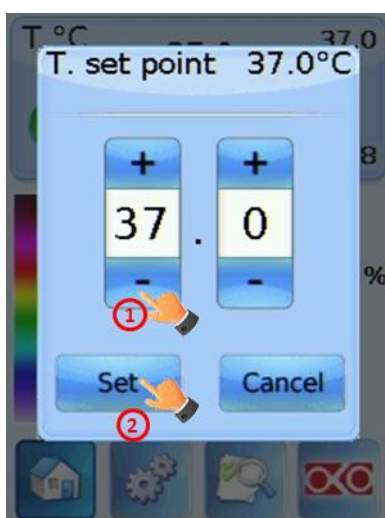 T °C 37.0
T. set point 37.0°C
8
+ +
37 . 0
%
- -
1
Set Cancel
2